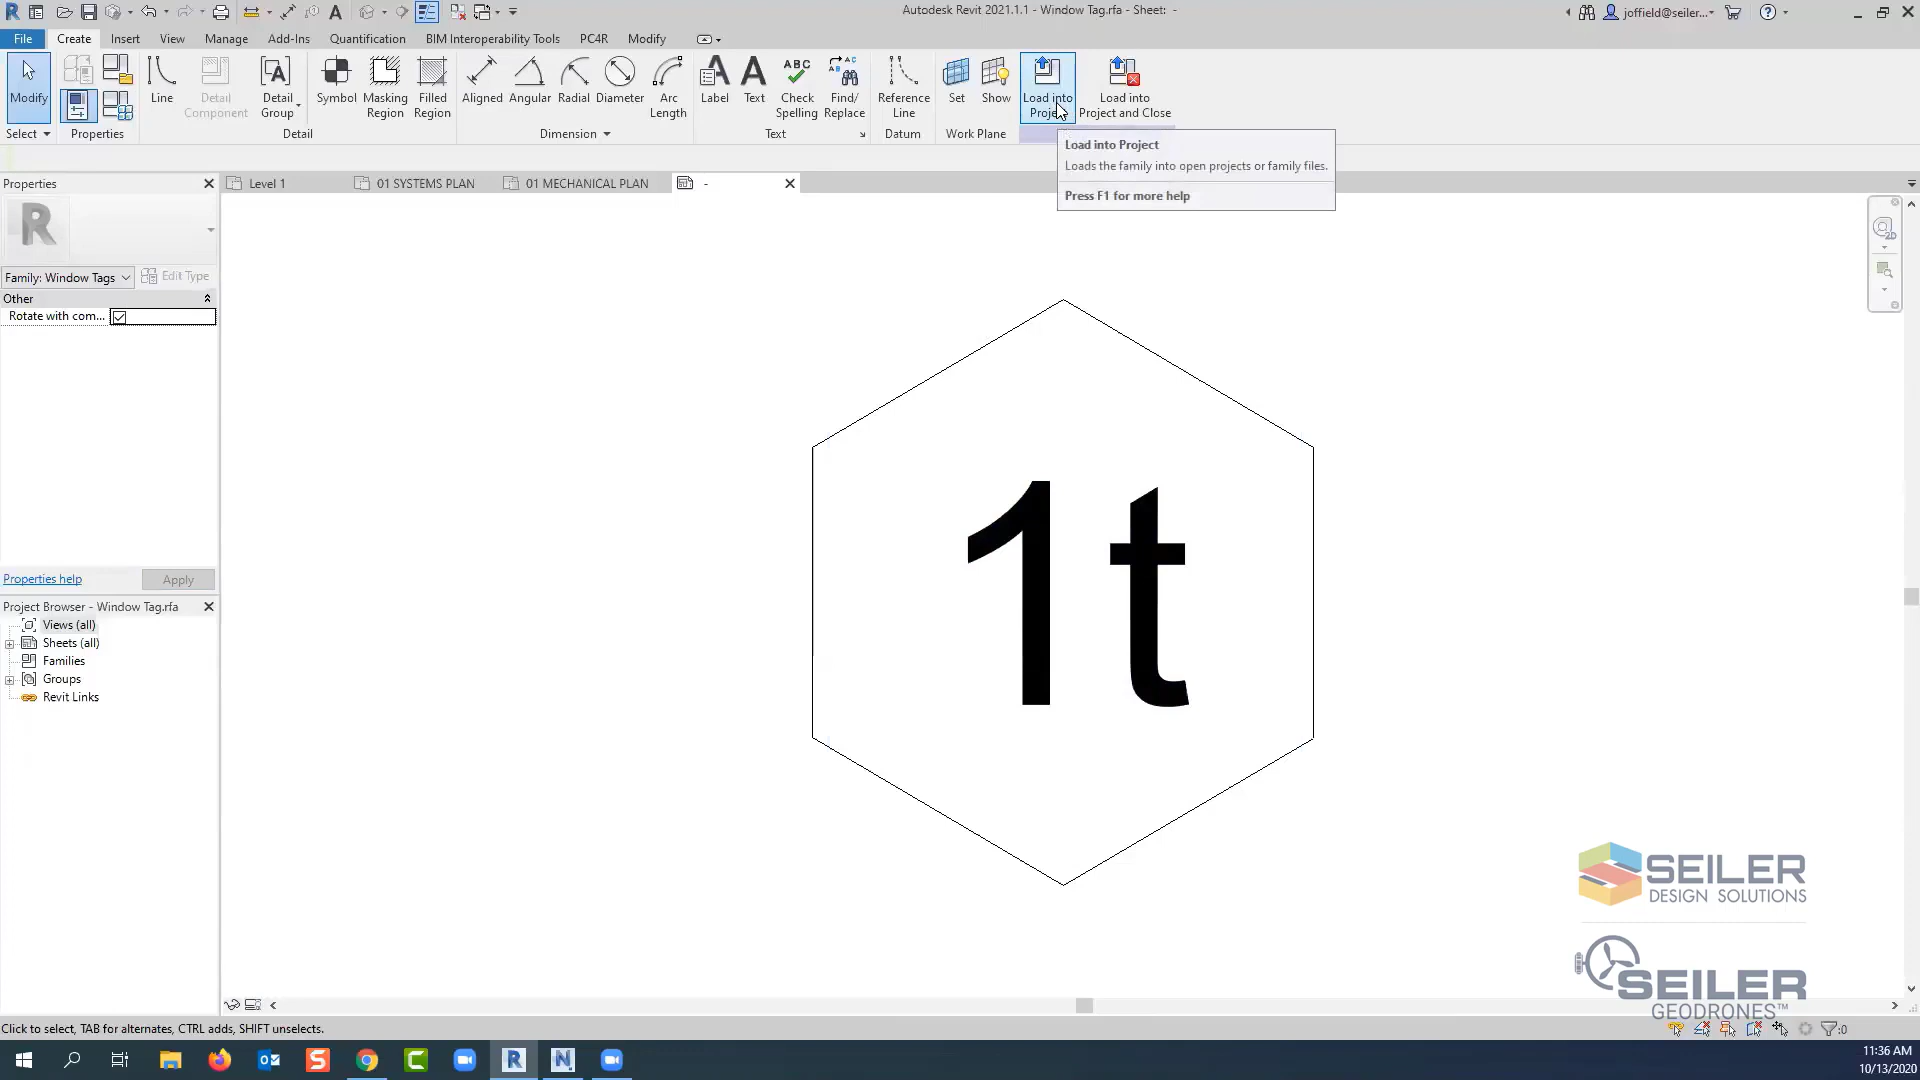 Autodesk Revit 2021.1.1 - Window Tag.rfa - Sheet: -
joffield@seiler...
File Create Insert View Manage Add-Ins Quantification BIM Interoperability Tools PC4R Modify
Modify
Line
Detail Component
Detail Group
Symbol
Masking Region
Filled Region
Aligned
Angular
Radial
Diameter
Arc Length
Label
Text
ABC
Check Spelling
Find/ Replace
Reference Line
Set
Show
Load into
Load into Project and Close
Select
Properties
Detail
Dimension
Text
Datum
Work Plane
Load into Project
Loads the family into open projects or family files.
Press F1 for more help
Properties
Level 1
01 SYSTEMS PLAN
01 MECHANICAL PLAN
-
R
Family: Window Tags
Edit Type
Other
Rotate with com...
Properties help
Apply
Project Browser - Window Tag.rfa
Views (all)
Sheets (all)
Families
Groups
Revit Links
1t
2D
SEILER
DESIGN SOLUTIONS
SEILER
GEODRONES™
Click to select, TAB for alternates, CTRL adds, SHIFT unselects.
:0
11:36 AM
10/13/2020